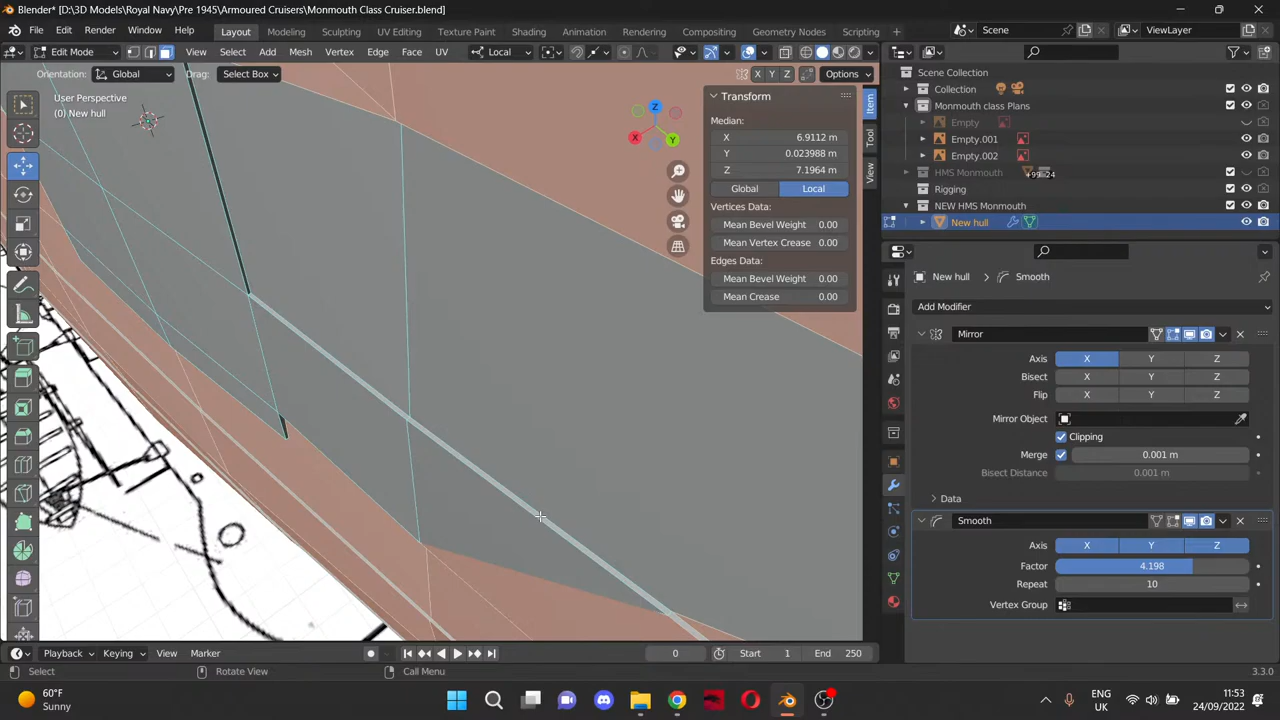 Blender* [D:\3D Models\Royal Navy\Pre 1945\Armoured Cruisers\Monmouth Class Cruiser.blend]
File Edit Render Window Help Layout Modeling Sculpting UV Editing Texture Paint Shading Animation Rendering Compositing Geometry Nodes Scripting Scene ViewLayer
Edit Mode View Select Add Mesh Vertex Edge Face UV Local
Orientation: Global Drag: Select Box X Y Z Options
User Perspective
(0) New hull
Transform
Median:
X 6.9112 m
Y 0.023988 m
Z 7.1964 m
Global Local
Vertices Data:
Mean Bevel Weight 0.00
Mean Vertex Crease 0.00
Edges Data:
Mean Bevel Weight 0.00
Mean Crease 0.00
Item
Tool
View
Z
X
Y
Scene Collection
Collection
Monmouth class Plans
Empty
Empty.001
Empty.002
HMS Monmouth +99 24
Rigging
NEW HMS Monmouth
New hull
New hull Smooth
Add Modifier
Mirror
Axis X Y Z
Bisect X Y Z
Flip X Y Z
Mirror Object
Clipping
Merge 0.001 m
Bisect Distance 0.001 m
Data
Smooth
Axis X Y Z
Factor 4.198
Repeat 10
Vertex Group
Playback Keying View Marker 0 Start 1 End 250
Select Rotate View Call Menu 3.3.0
60°F
Sunny
ENG
UK
11:53
24/09/2022